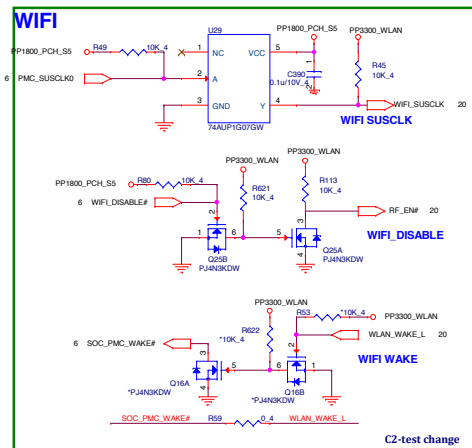 WIFI
U29
PP1800_PCH_S5
R49
10K_4
1
NC
VCC
5
PP1800_PCH_S5
PP3300_WLAN
6 PMC_SUSCLK0
2
A
C390
0.1u/10V_4
R45
10K_4
3
GND
Y
4
WIFI_SUSCLK 20
74AUP1G07GW
WIFI SUSCLK
PP3300_WLAN
PP3300_WLAN
PP1800_PCH_S5
R80
10K_4
R621
10K_4
R113
10K_4
6 WIFI_DISABLE#
2
3
RF_EN# 20
1
6
5
4
WIFI_DISABLE
Q25B
PJ4N3KDW
Q25A
PJ4N3KDW
PP3300_WLAN
R53
*10K_4
PP3300_WLAN
6 SOC_PMC_WAKE#
R622
*10K_4
WLAN_WAKE_L 20
3
2
WIFI WAKE
5
6
1
4
Q16A
*PJ4N3KDW
Q16B
*PJ4N3KDW
SOC_PMC_WAKE#
R59
0_4
WLAN_WAKE_L
C2-test change